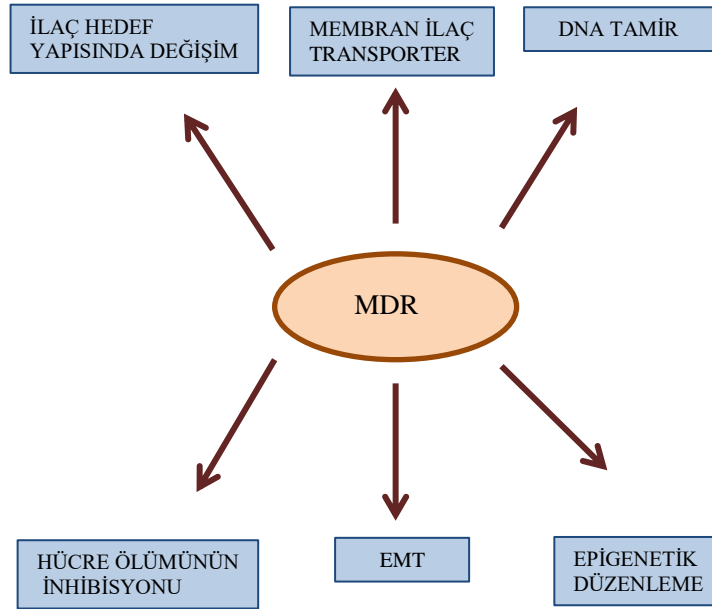 İLAÇ HEDEF
YAPISINDA DEĞİŞİM
MEMBRAN İLAÇ
TRANSPORTER
DNA TAMİR
MDR
HÜCRE ÖLÜMÜNÜN
İNHİBİSYONU
EMT
EPİGENETİK
DÜZENLEME